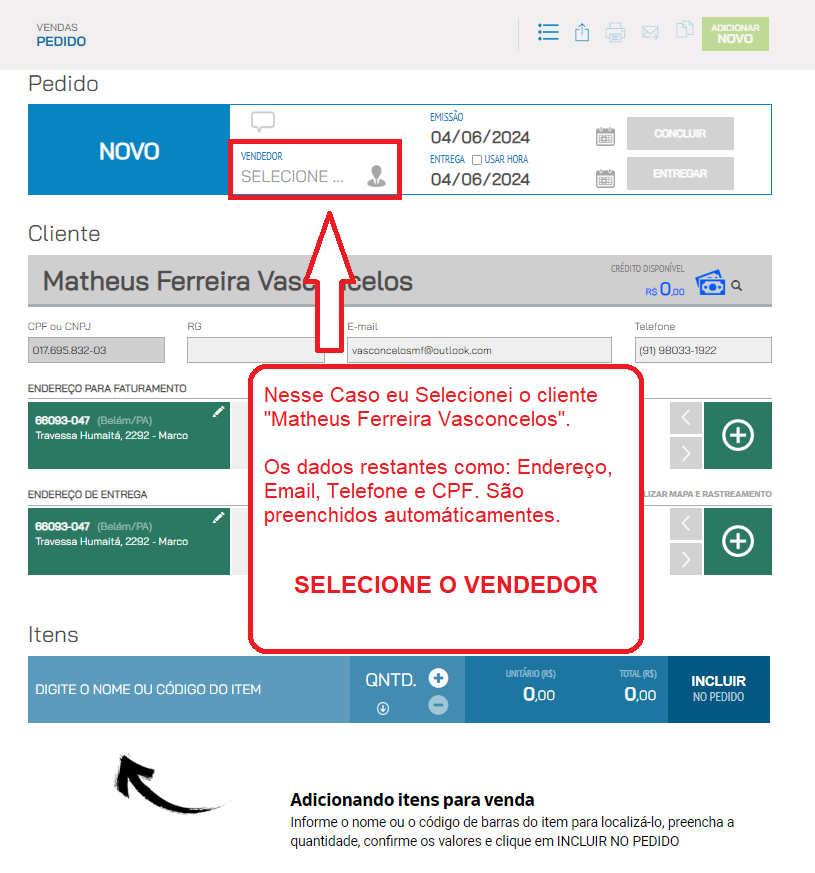 VENDAS
PEDIDO
ADICIONAR
NOVO
Pedido
NOVO
VENDEDOR
SELECIONE ...
EMISSÃO
04/06/2024
ENTREGA USAR HORA
04/06/2024
CONCLUIR
ENTREGAR
Cliente
Matheus Ferreira Vasconcelos
CRÉDITO DISPONÍVEL
R$ 0,00
CPF ou CNPJ
017.695.832-03
RG
E-mail
vasconcelosmf@outlook.com
Telefone
(91) 98033-1922
ENDEREÇO PARA FATURAMENTO
66093-047 (Belém/PA)
Travessa Humaitá, 2292 - Marco
ENDEREÇO DE ENTREGA
LIZAR MAPA E RASTREAMENTO
66093-047 (Belém/PA)
Travessa Humaitá, 2292 - Marco
Nesse Caso eu Selecionei o cliente
"Matheus Ferreira Vasconcelos".
Os dados restantes como: Endereço,
Email, Telefone e CPF. São
preenchidos automáticamentes.
SELECIONE O VENDEDOR
Itens
DIGITE O NOME OU CÓDIGO DO ITEM
QNTD.
UNITÁRIO (R$)
0,00
TOTAL (R$)
0,00
INCLUIR
NO PEDIDO
Adicionando itens para venda
Informe o nome ou o código de barras do item para localizá-lo, preencha a
quantidade, confirme os valores e clique em INCLUIR NO PEDIDO